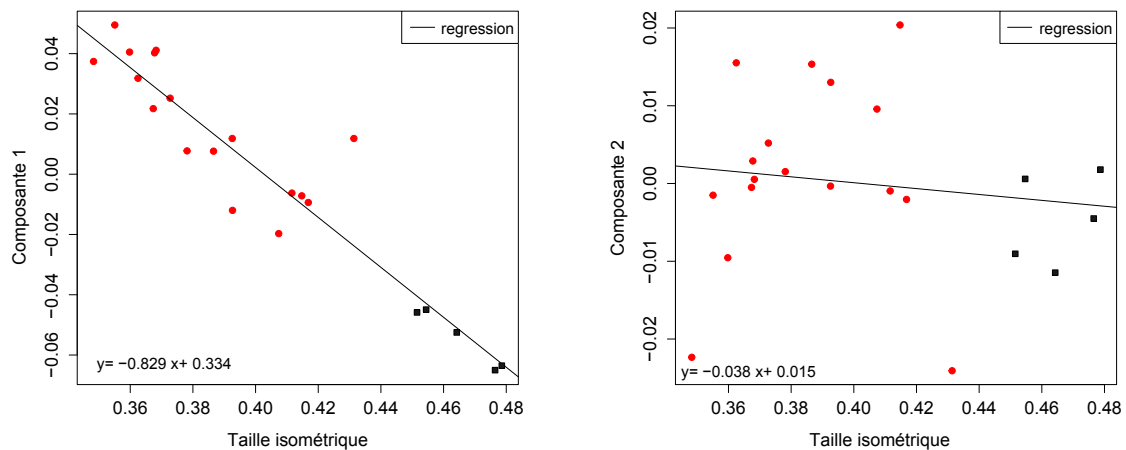 regression
Composante 1
0.04
0.02
0.00
−0.02
−0.04
−0.06
y= −0.829 x+ 0.334
0.36 0.38 0.40 0.42 0.44 0.46 0.48
Taille isométrique
regression
Composante 2
0.02
0.01
0.00
−0.01
−0.02
y= −0.038 x+ 0.015
0.36 0.38 0.40 0.42 0.44 0.46 0.48
Taille isométrique